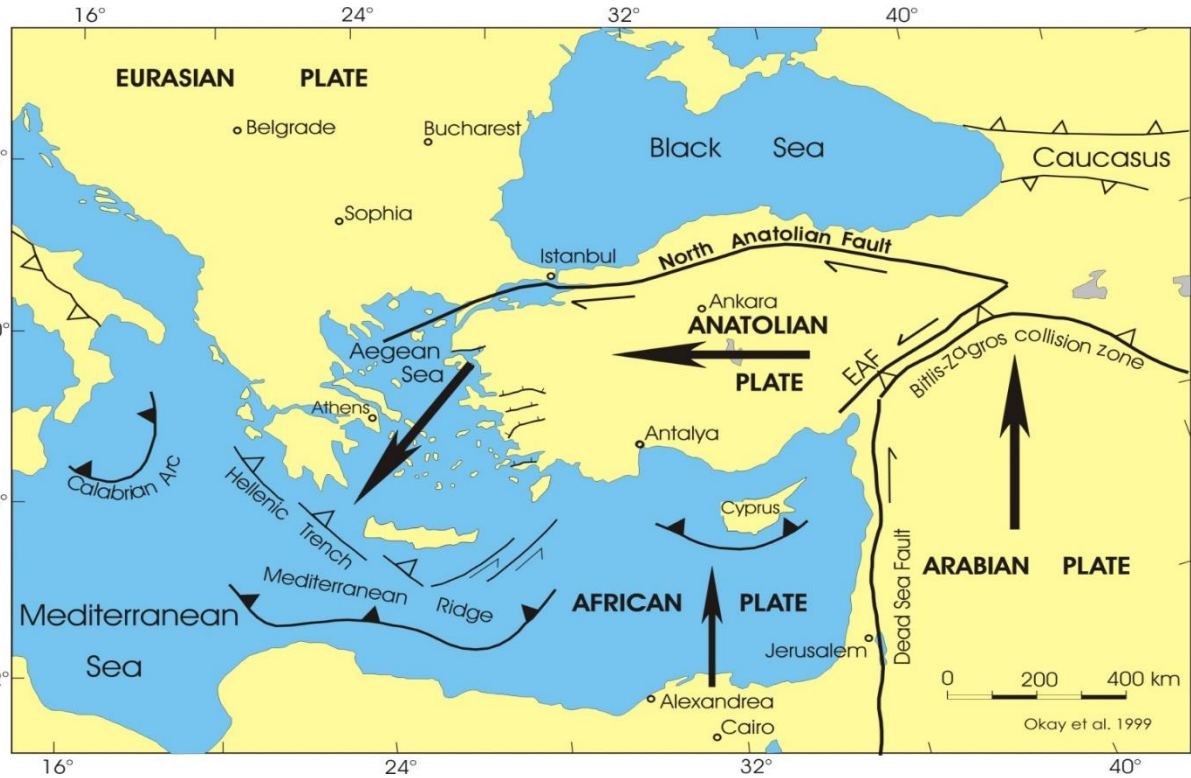 16°
24°
32°
40°
EURASIAN PLATE
Belgrade
Bucharest
Black Sea
Caucasus
Sophia
Istanbul
North Anatolian Fault
Ankara
ANATOLIAN
PLATE
Aegean
Sea
EAF
Bitlis-Zagros collision zone
Athens
Antalya
Calabrian Arc
Hellenic
Trench
Cyprus
Mediterranean
Ridge
AFRICAN PLATE
ARABIAN PLATE
Dead Sea Fault
Mediterranean
Sea
Jerusalem
0 200 400 km
Alexandrea
Okay et al. 1999
Cairo
16°
24°
32°
40°